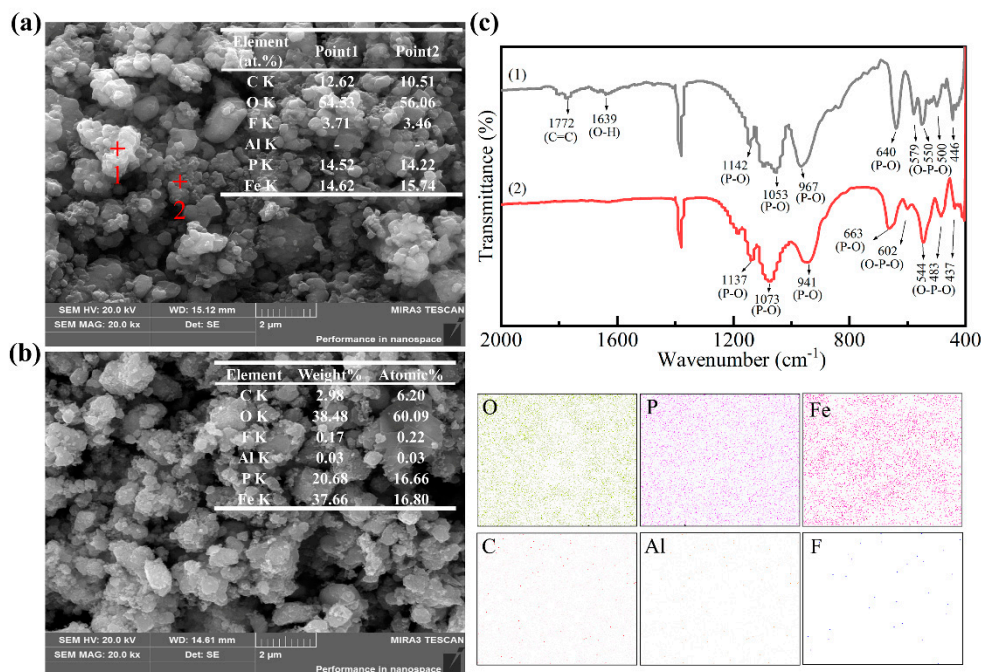 (a)
Element (at.%) Point1 Point2
C K 12.62 10.51
O K 54.53 56.06
F K 3.71 3.46
Al K - -
P K 14.52 14.22
Fe K 14.62 15.74
1
2
SEM HV: 20.0 kV WD: 15.12 mm MIRA3 TESCAN
SEM MAG: 20.0 kx Det: SE 2 μm
Performance in nanospace
(b)
Element Weight% Atomic%
C K 2.98 6.20
O K 38.48 60.09
F K 0.17 0.22
Al K 0.03 0.03
P K 20.68 16.66
Fe K 37.66 16.80
SEM HV: 20.0 kV WD: 14.61 mm MIRA3 TESCAN
SEM MAG: 20.0 kx Det: SE 2 μm
Performance in nanospace
(c)
Transmittance (%)
(1)
1772 (C=C)
1639 (O-H)
1142 (P-O)
1053 (P-O)
967 (P-O)
640 (P-O)
579 550 500 446
(O-P-O)
(2)
1137 (P-O)
1073 (P-O)
941 (P-O)
663 (P-O)
602 (O-P-O)
544 483 437
(O-P-O)
2000 1600 1200 800 400
Wavenumber (cm⁻¹)
O P Fe
C Al F